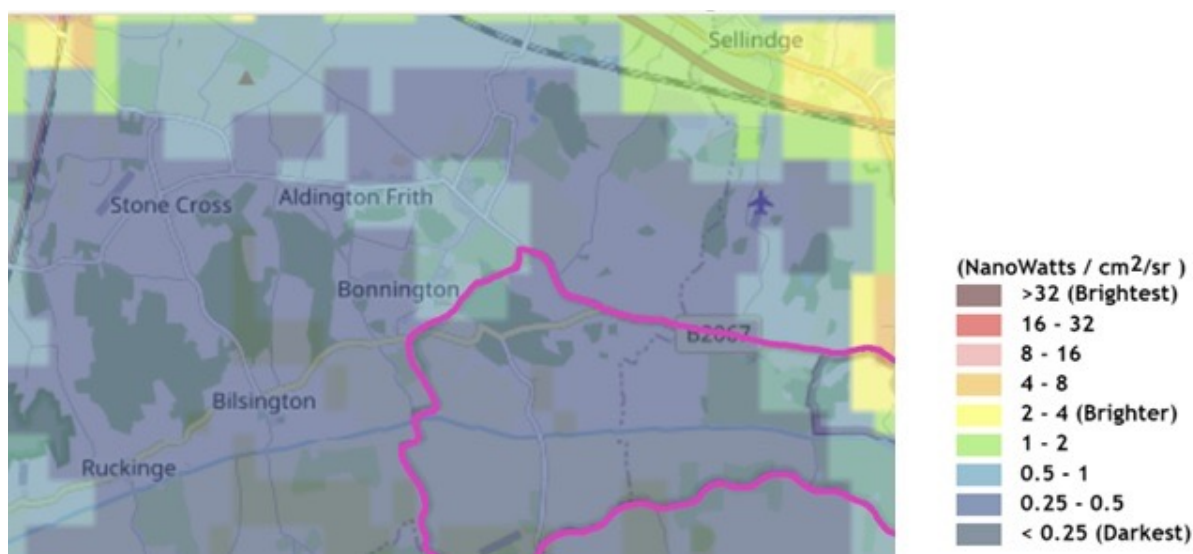 Sellindge
Stone Cross
Aldington Frith
Bonnington
B2067
Bilsington
Ruckinge
(NanoWatts / cm2/sr )
>32 (Brightest)
16 - 32
8 - 16
4 - 8
2 - 4 (Brighter)
1 - 2
0.5 - 1
0.25 - 0.5
< 0.25 (Darkest)